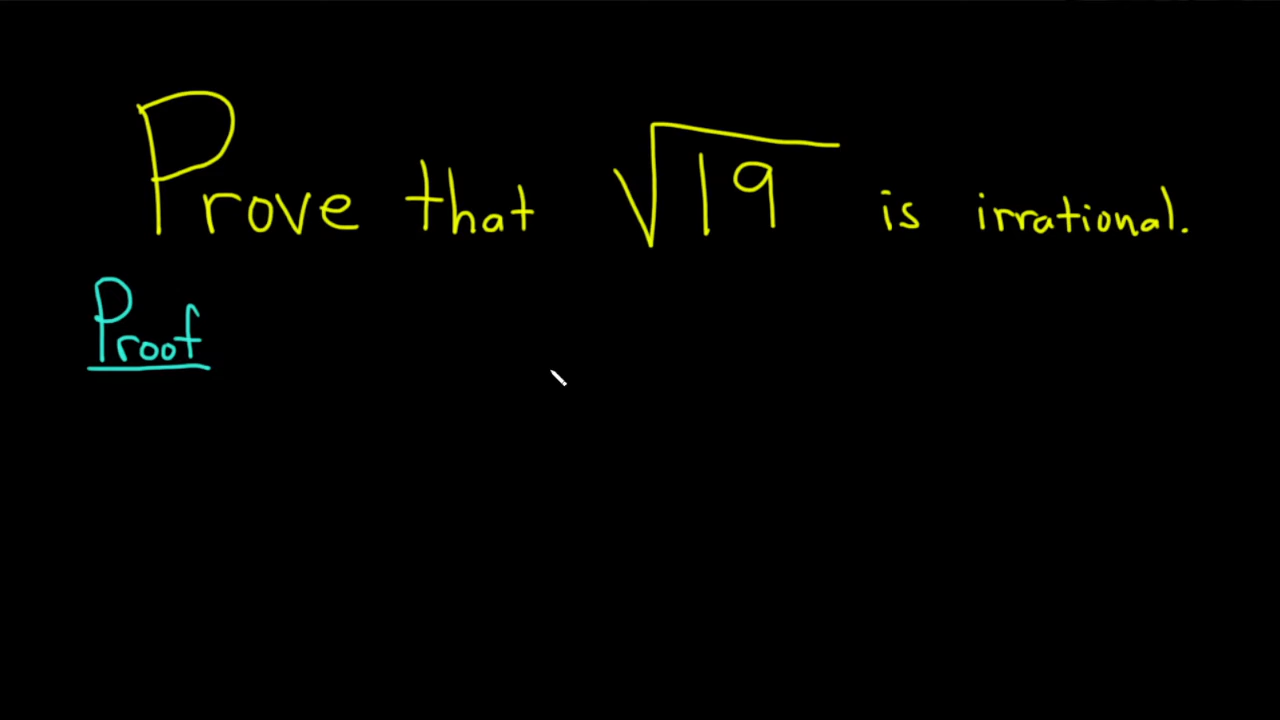 Prove that √19 is irrational.
Proof